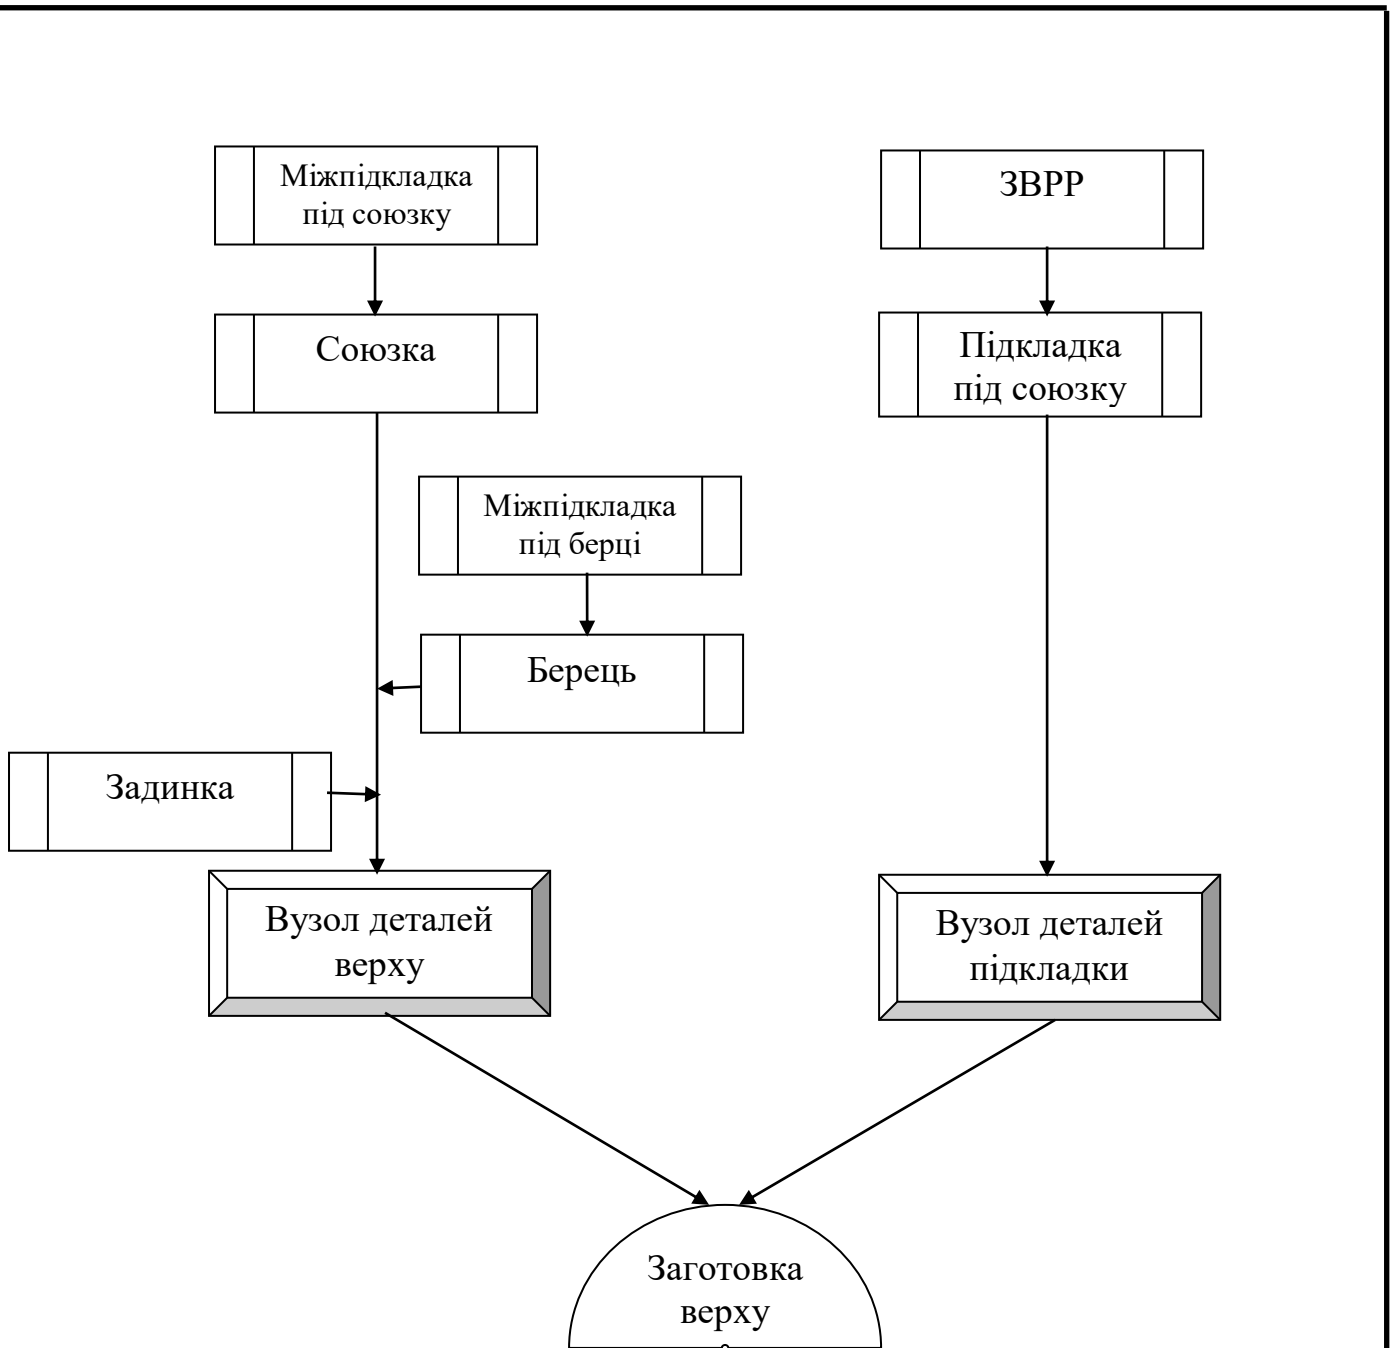 Міжпідкладка
під союзку
ЗВРР
Союзка
Підкладка
під союзку
Міжпідкладка
під берці
Берець
Задинка
Вузол деталей
верху
Вузол деталей
підкладки
Заготовка
верху